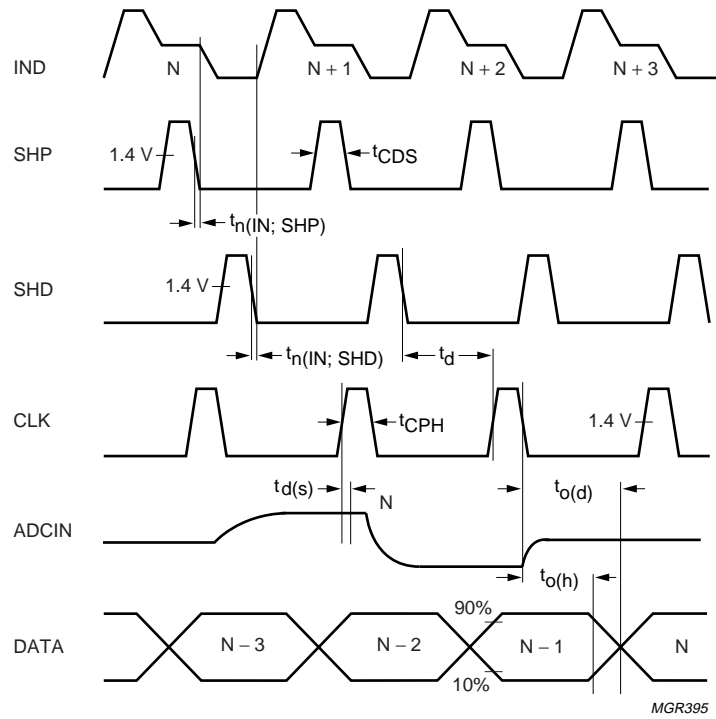 IND
N
N + 1
N + 2
N + 3
SHP
1.4 V
tCDS
tn(IN; SHP)
SHD
1.4 V
tn(IN; SHD)
td
CLK
tCPH
1.4 V
td(s)
N
to(d)
ADCIN
to(h)
DATA
N − 3
N − 2
90%
10%
N − 1
N
MGR395